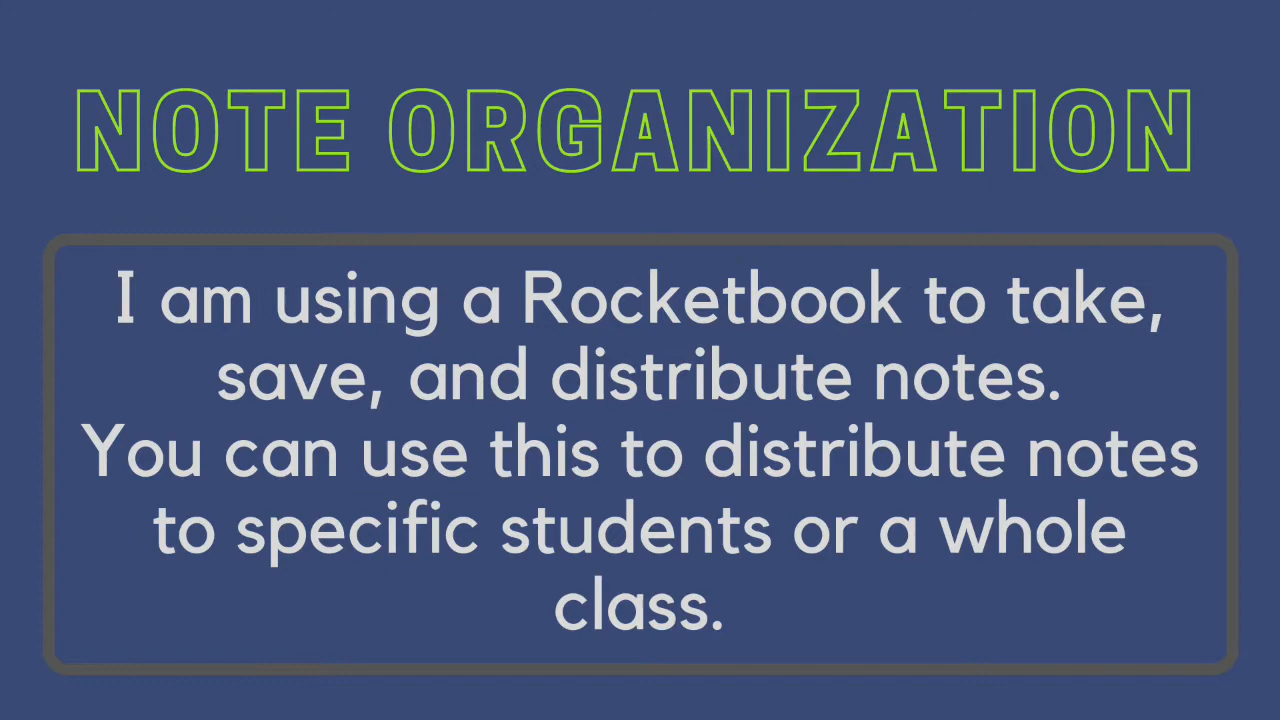 NOTE ORGANIZATION
I am using a Rocketbook to take,
save, and distribute notes.
You can use this to distribute notes
to specific students or a whole
class.